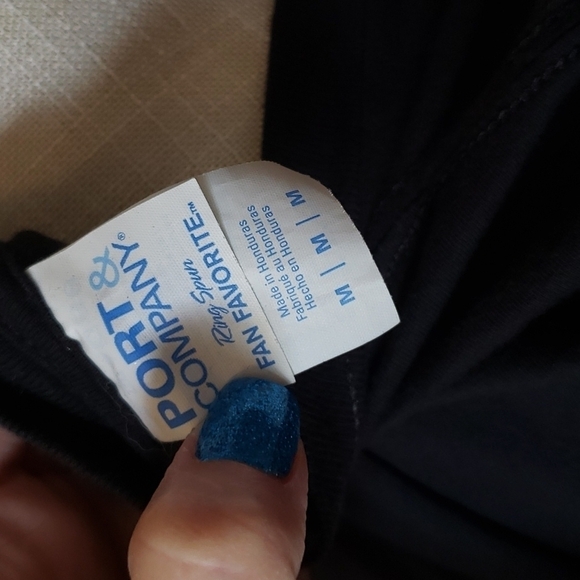 PORT &
COMPANY®
Ring Spun
FAN FAVORITE™
Made in Honduras
Fabriqué au Honduras
Hecho en Honduras
M | M | M